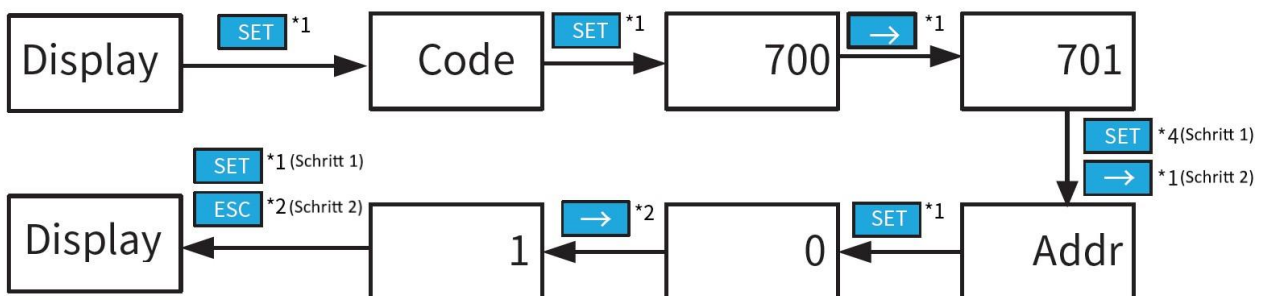 Display
SET *1
Code
SET *1
700
→ *1
701
SET *4(Schritt 1)
→ *1(Schritt 2)
Addr
SET *1
0
→ *2
1
SET *1(Schritt 1)
ESC *2(Schritt 2)
Display